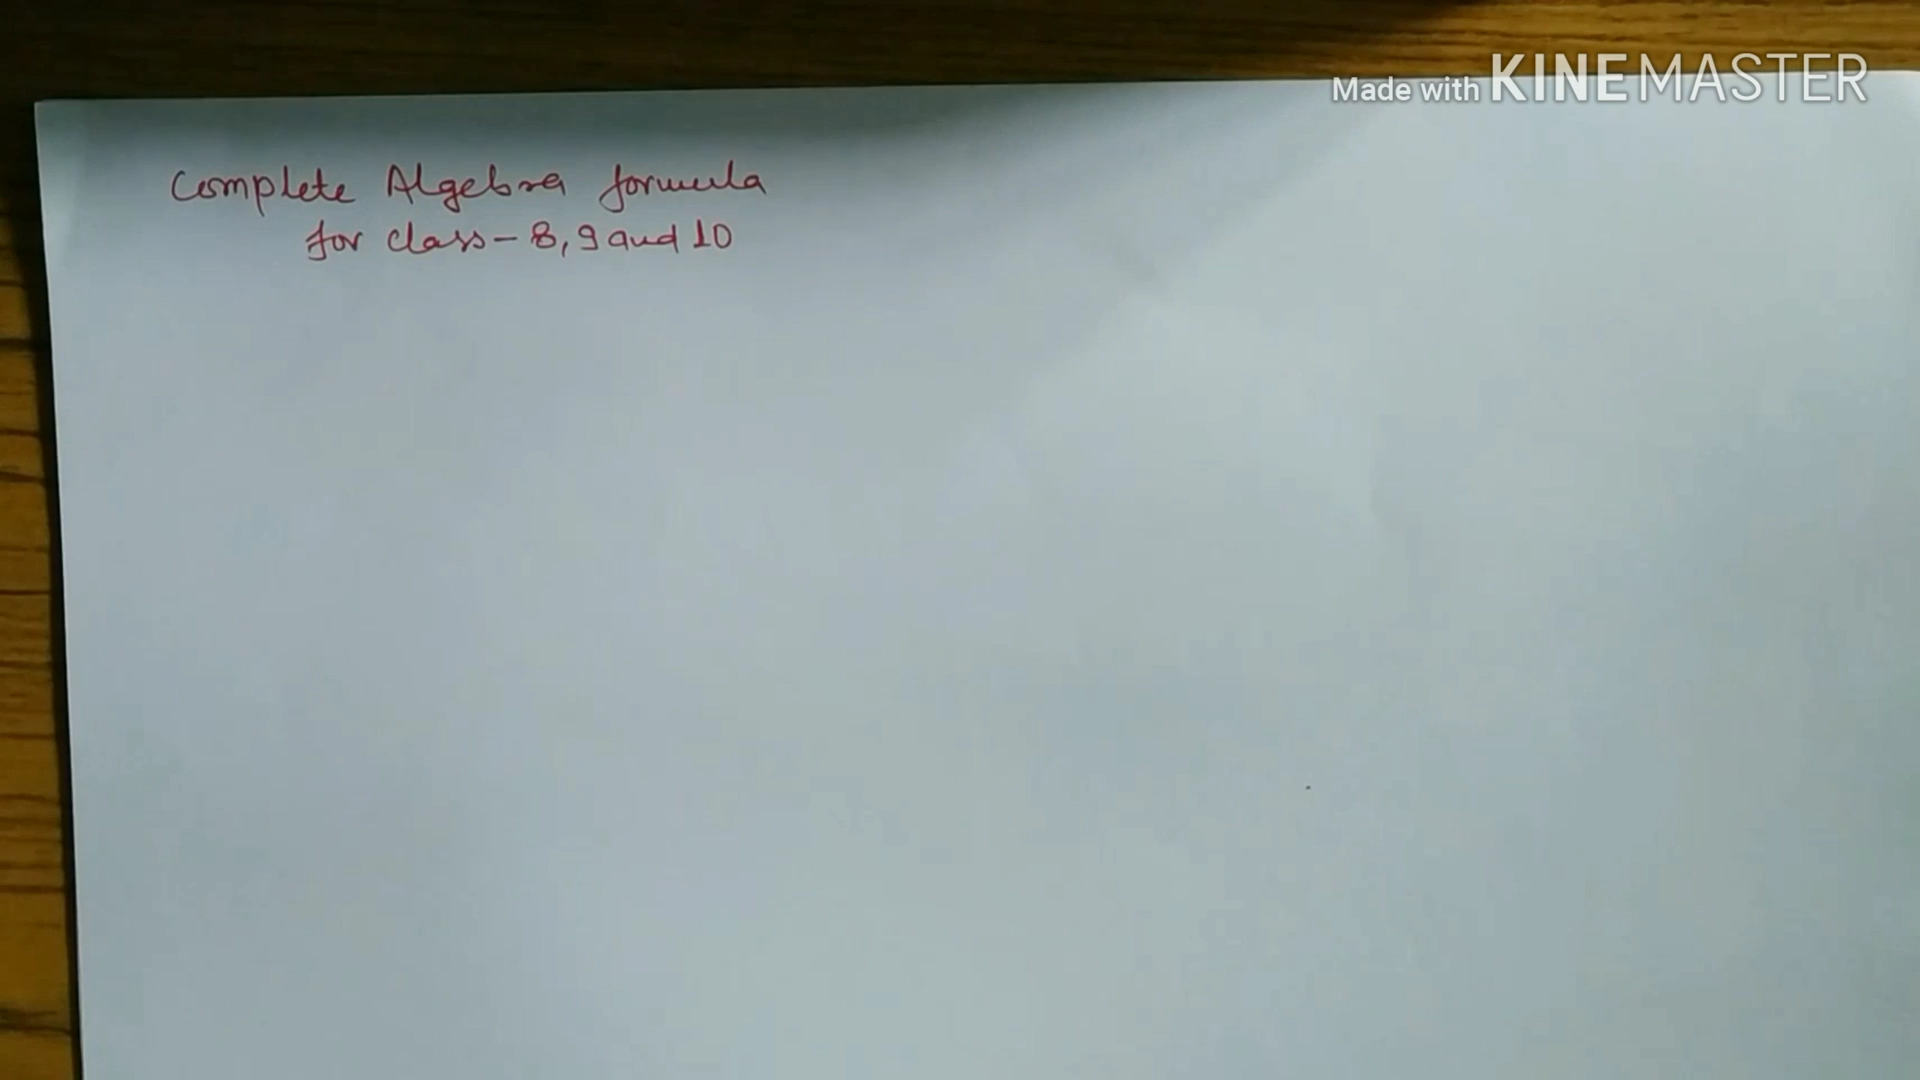 Made with KINEMASTER
Complete Algebra formula
for class - 8, 9 and 10